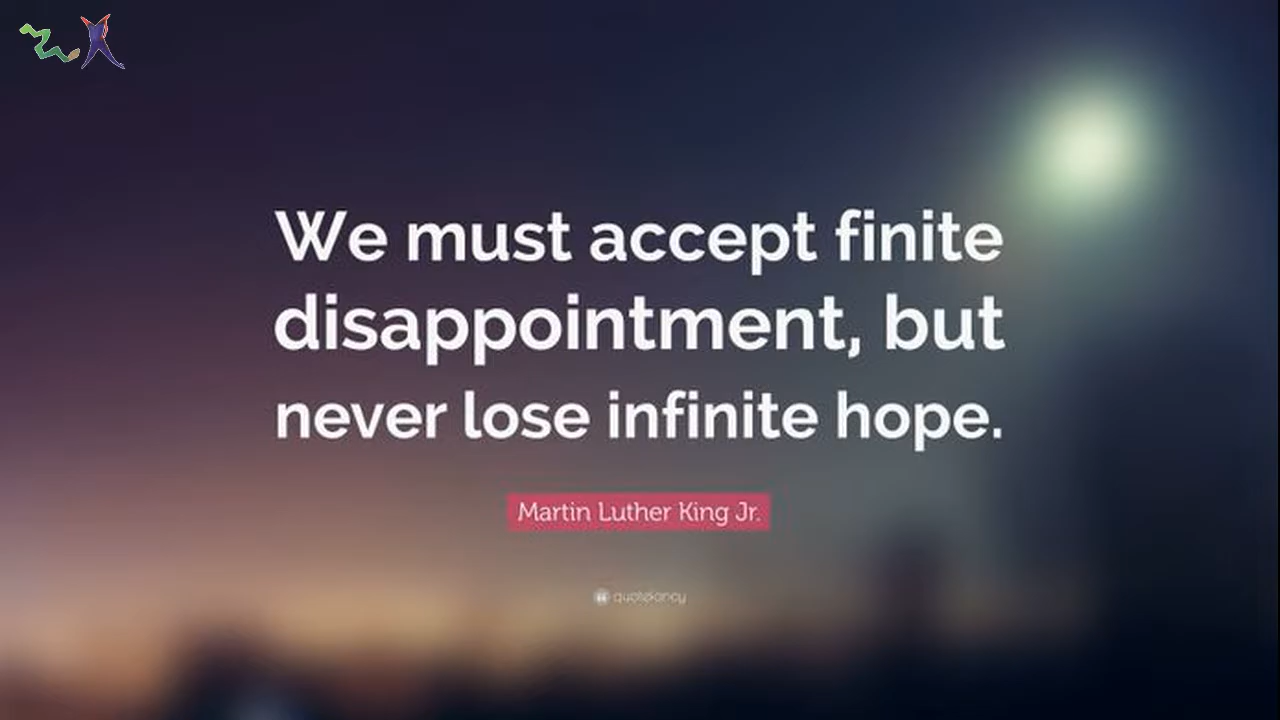 We must accept finite
disappointment, but
never lose infinite hope.
Martin Luther King Jr.
quotefancy